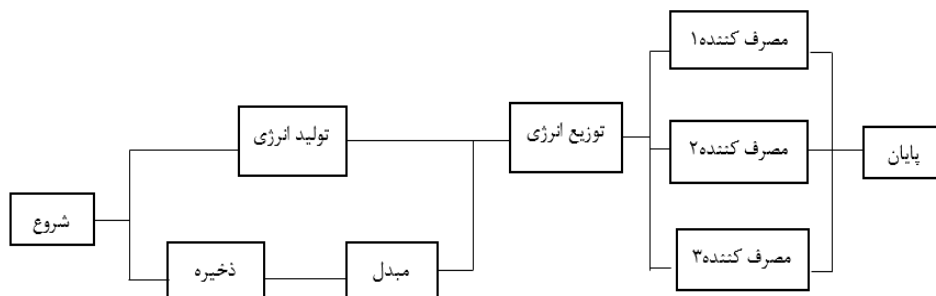 شروع
تولید انرژی
ذخیره
مبدل
توزیع انرژی
مصرف کننده۱
مصرف کننده۲
مصرف کننده۳
پایان